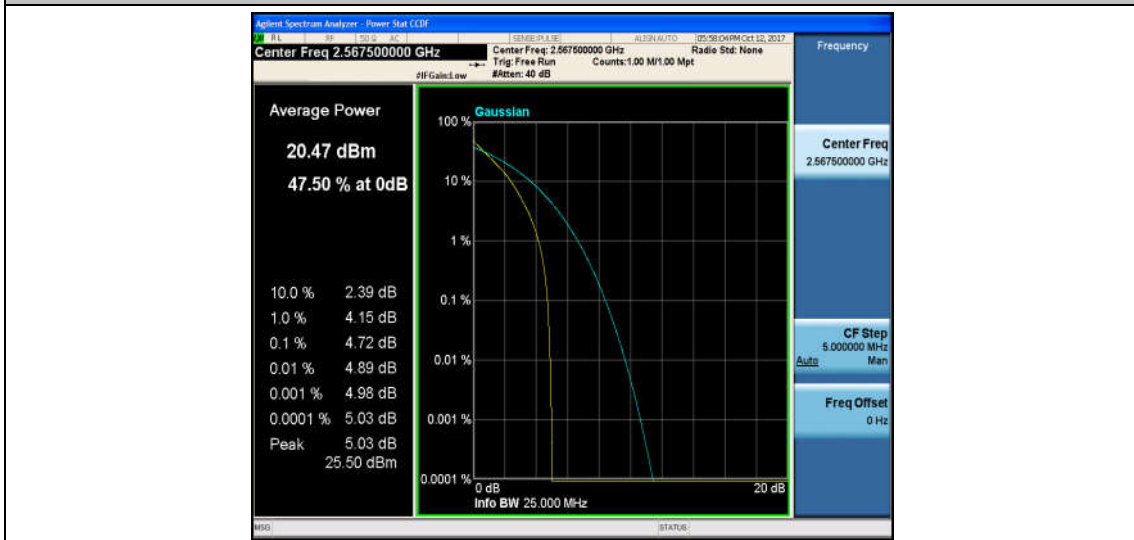 Agilent Spectrum Analyzer - Power Stat CCDF
RL RF 50 Ω AC SENSE:PULSE ALIGN AUTO 05:58:04 PM Oct 12, 2017
Center Freq 2.567500000 GHz
Center Freq: 2.567500000 GHz Radio Std: None
Trig: Free Run Counts:1.00 M/1.00 Mpt
#IFGain:Low #Atten: 40 dB
Frequency
Average Power
20.47 dBm
47.50 % at 0dB
10.0 % 2.39 dB
1.0 % 4.15 dB
0.1 % 4.72 dB
0.01 % 4.89 dB
0.001 % 4.98 dB
0.0001 % 5.03 dB
Peak 5.03 dB
25.50 dBm
Gaussian
100 %
10 %
1 %
0.1 %
0.01 %
0.001 %
0.0001 %
0 dB 20 dB
Info BW 25.000 MHz
Center Freq
2.567500000 GHz
CF Step
5.000000 MHz
Auto Man
Freq Offset
0 Hz
MSG STATUS